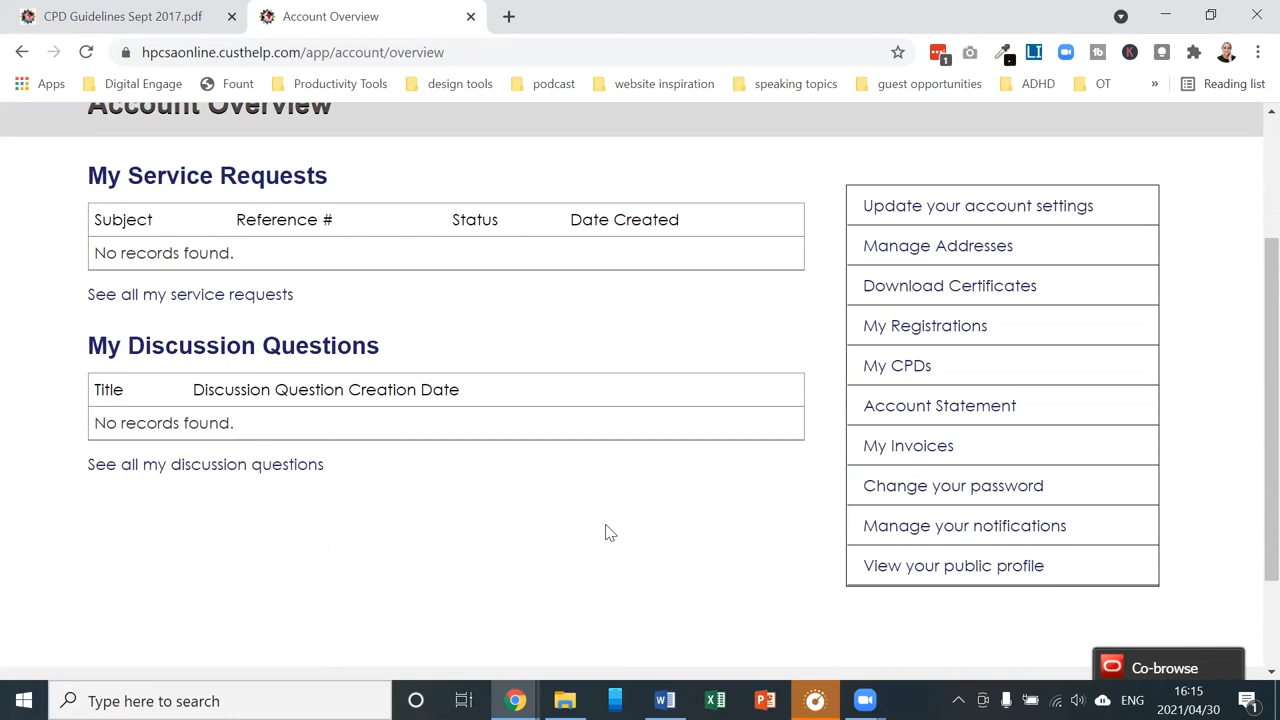 CPD Guidelines Sept 2017.pdf
Account Overview
hpcsaonline.custhelp.com/app/account/overview
Apps
Digital Engage
Fount
Productivity Tools
design tools
podcast
website inspiration
speaking topics
guest opportunities
ADHD
OT
»
Reading list
Account Overview
My Service Requests
Subject Reference # Status Date Created
No records found.
See all my service requests
My Discussion Questions
Title Discussion Question Creation Date
No records found.
See all my discussion questions
Update your account settings
Manage Addresses
Download Certificates
My Registrations
My CPDs
Account Statement
My Invoices
Change your password
Manage your notifications
View your public profile
Co-browse
Type here to search
ENG
16:15
2021/04/30